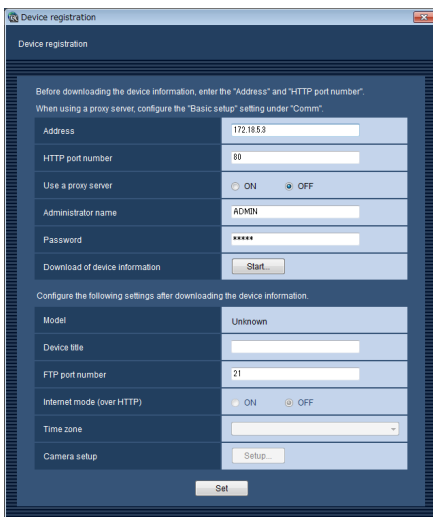 Device registration
Device registration
Before downloading the device information, enter the "Address" and "HTTP port number".
When using a proxy server, configure the "Basic setup" setting under "Comm".
Address 172.18.5.3
HTTP port number 80
Use a proxy server ON OFF
Administrator name ADMIN
Password *****
Download of device information Start...
Configure the following settings after downloading the device information.
Model Unknown
Device title
FTP port number 21
Internet mode (over HTTP) ON OFF
Time zone
Camera setup Setup...
Set